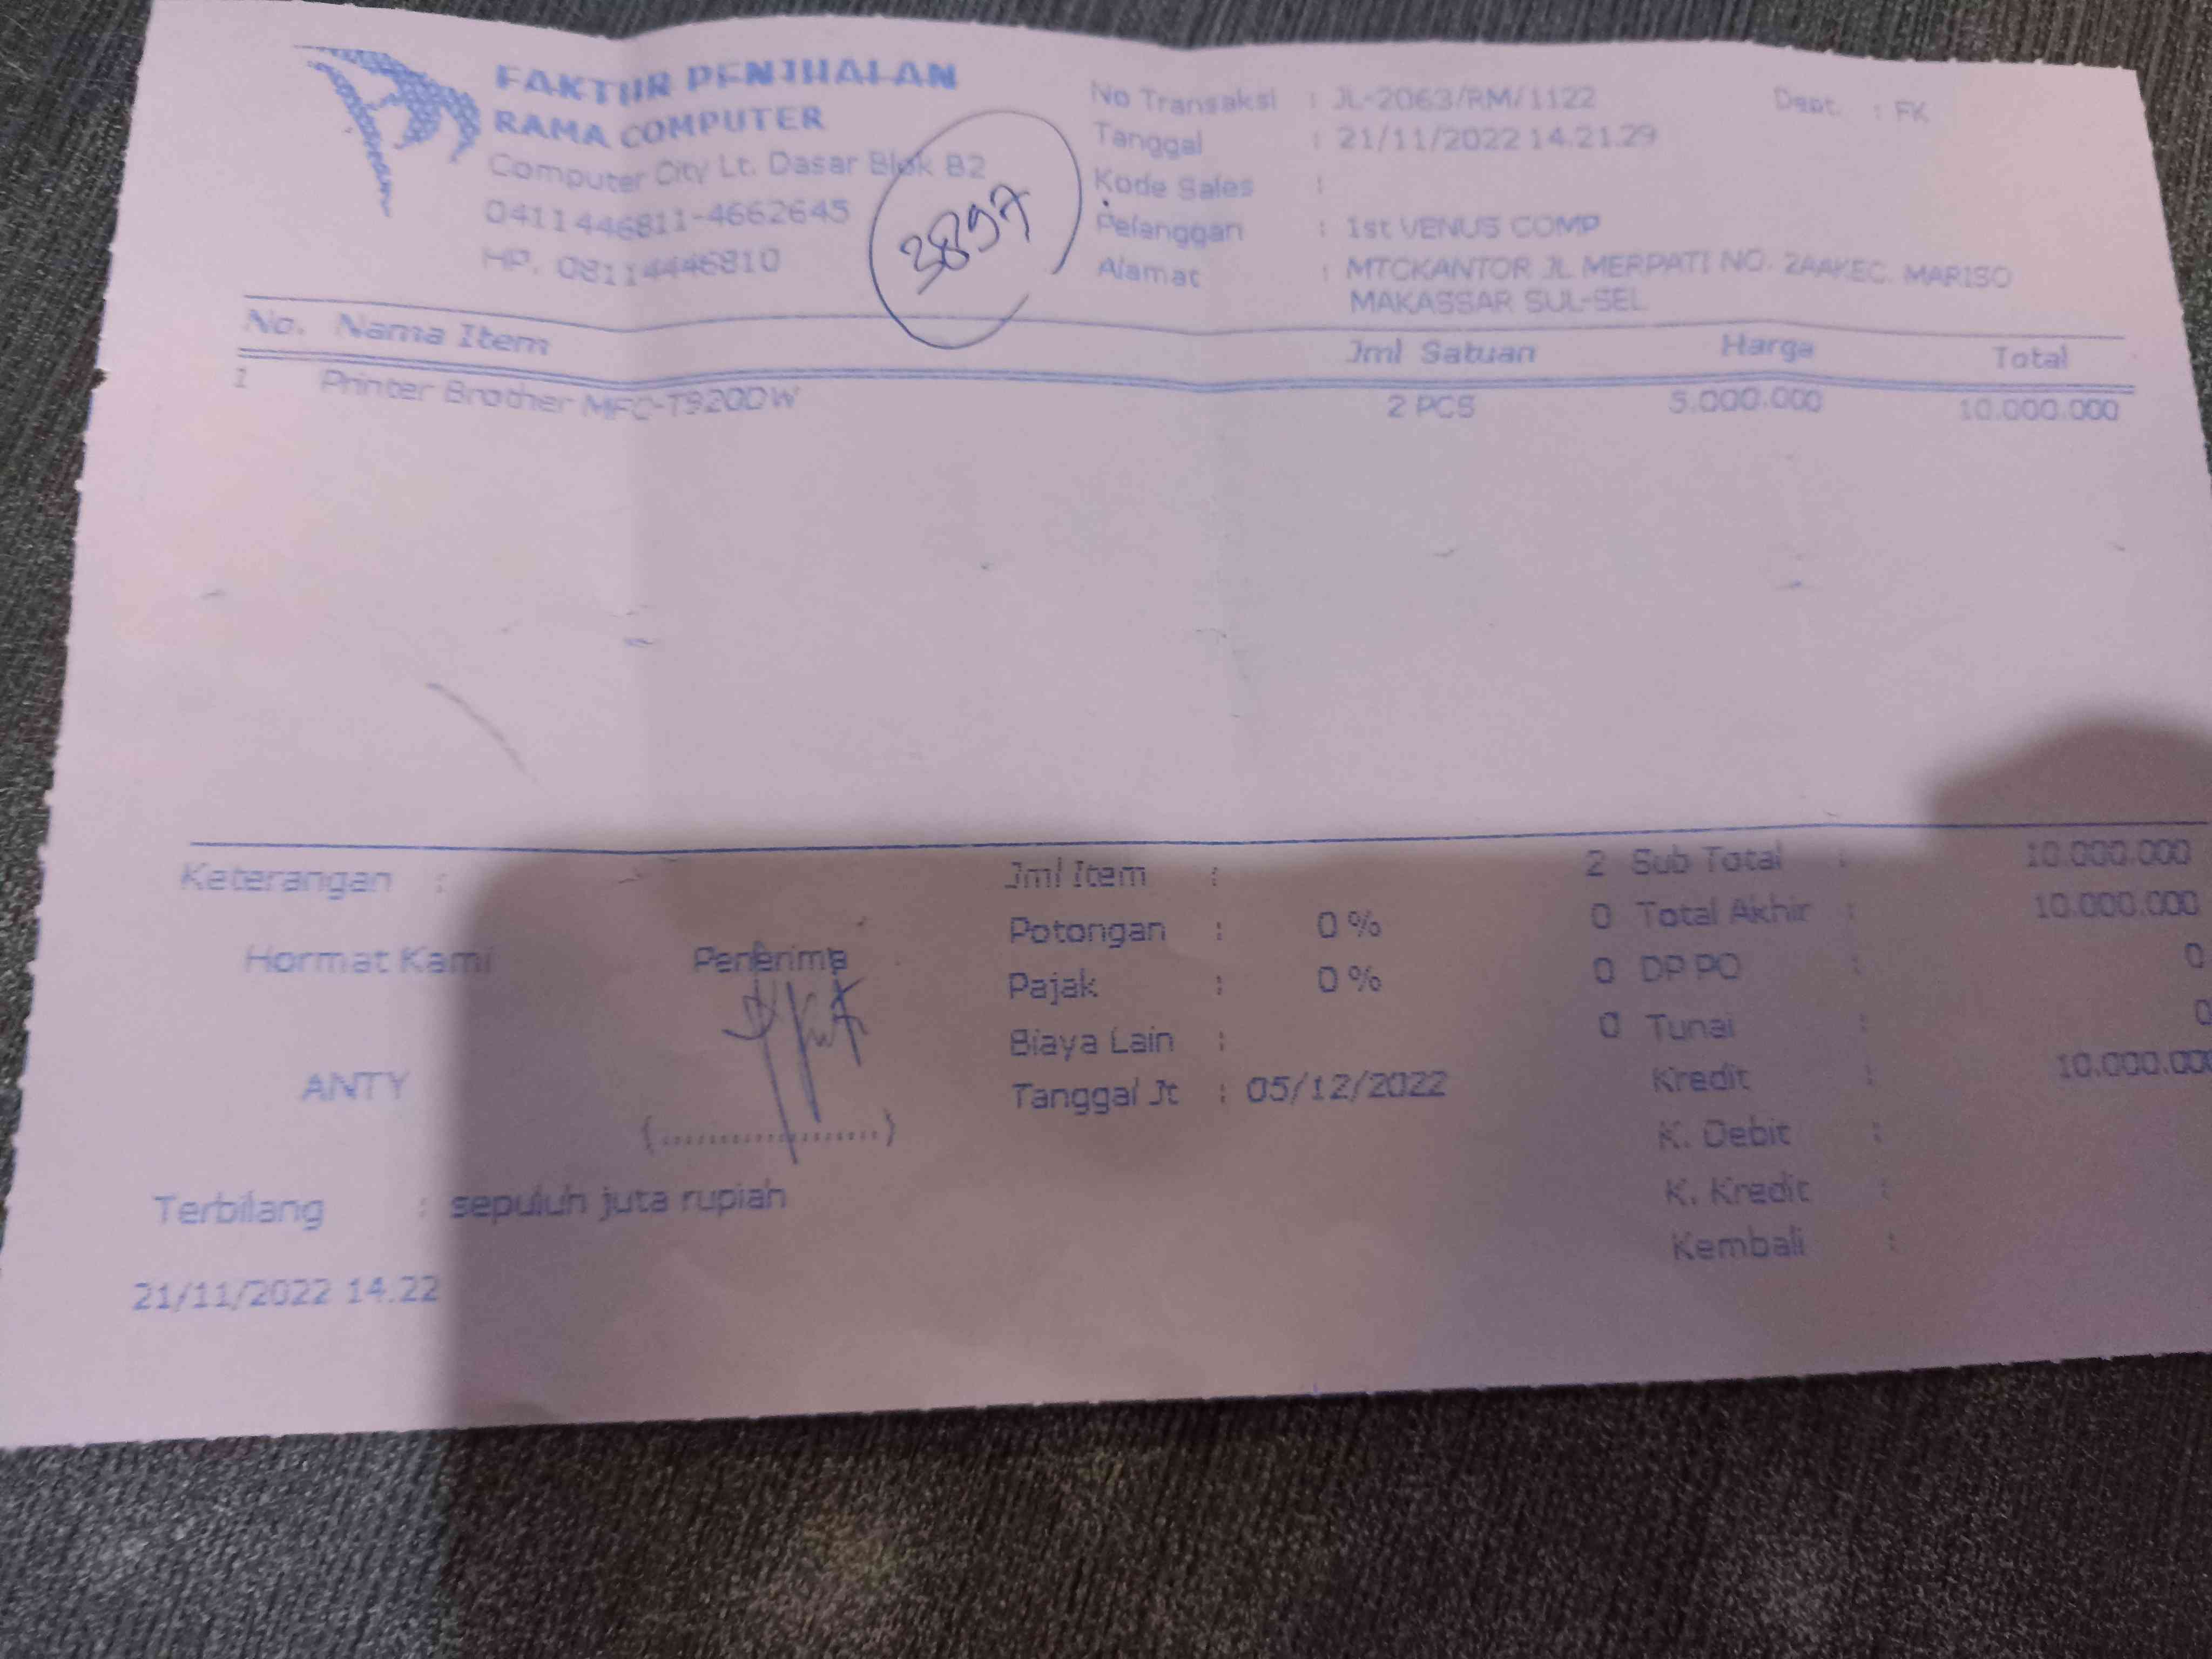 FAKTUR PENJUALAN
RAMA COMPUTER
Computer City Lt. Dasar Blok B2
0411446811-4662645
HP. 08114446810
3897
No Transaksi : JL-2063/RM/1122 Dept. : FK
Tanggal : 21/11/2022 14.21.29
Kode Sales :
Pelanggan : 1st VENUS COMP
Alamat : MTCKANTOR JL MERPATI NO. 2AAKEC. MARISO
MAKASSAR SUL-SEL
No. Nama Item Jml Satuan Harga Total
1 Printer Brother MFC-T920DW 2 PCS 5.000.000 10.000.000
Keterangan : Jml Item : 2 Sub Total : 10.000.000
Potongan : 0 % 0 Total Akhir : 10.000.000
Hormat Kami Penerima Pajak : 0 % 0 DP PO : 0
Biaya Lain : 0 Tunai : 0
ANTY Tanggal Jt : 05/12/2022 Kredit : 10.000.000
(....................) K. Debit :
Terbilang : sepuluh juta rupiah K. Kredit :
Kembali :
21/11/2022 14.22